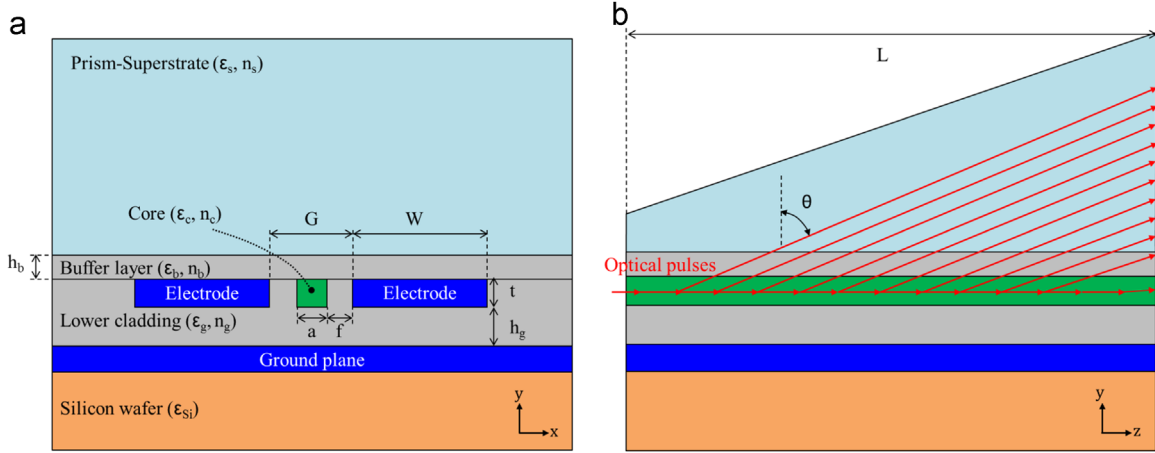 a
Prism-Superstrate (εs, ns)
Core (εc, nc)
G
W
hb
Buffer layer (εb, nb)
Electrode
Electrode
t
Lower cladding (εg, ng)
a
f
hg
Ground plane
Silicon wafer (εSi)
y
x
b
L
θ
Optical pulses
y
z